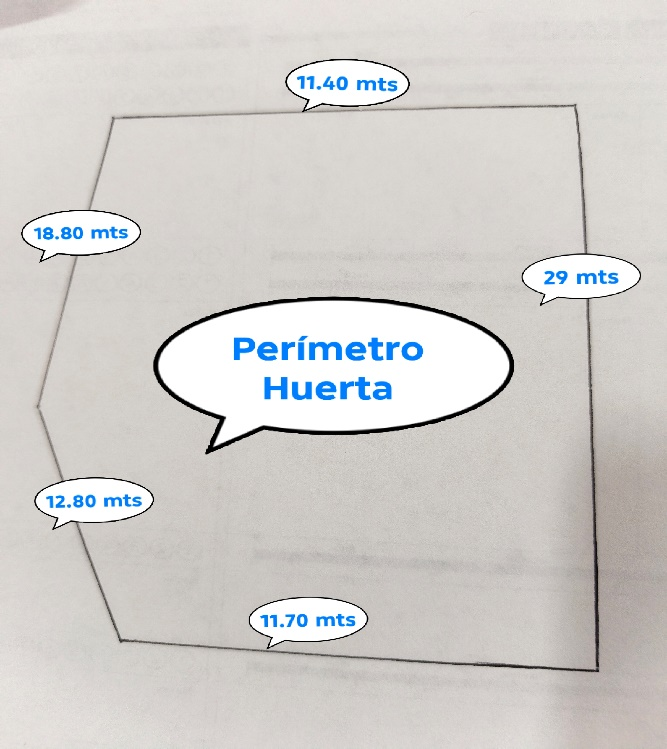 11.40 mts
18.80 mts
29 mts
Perímetro
Huerta
12.80 mts
11.70 mts